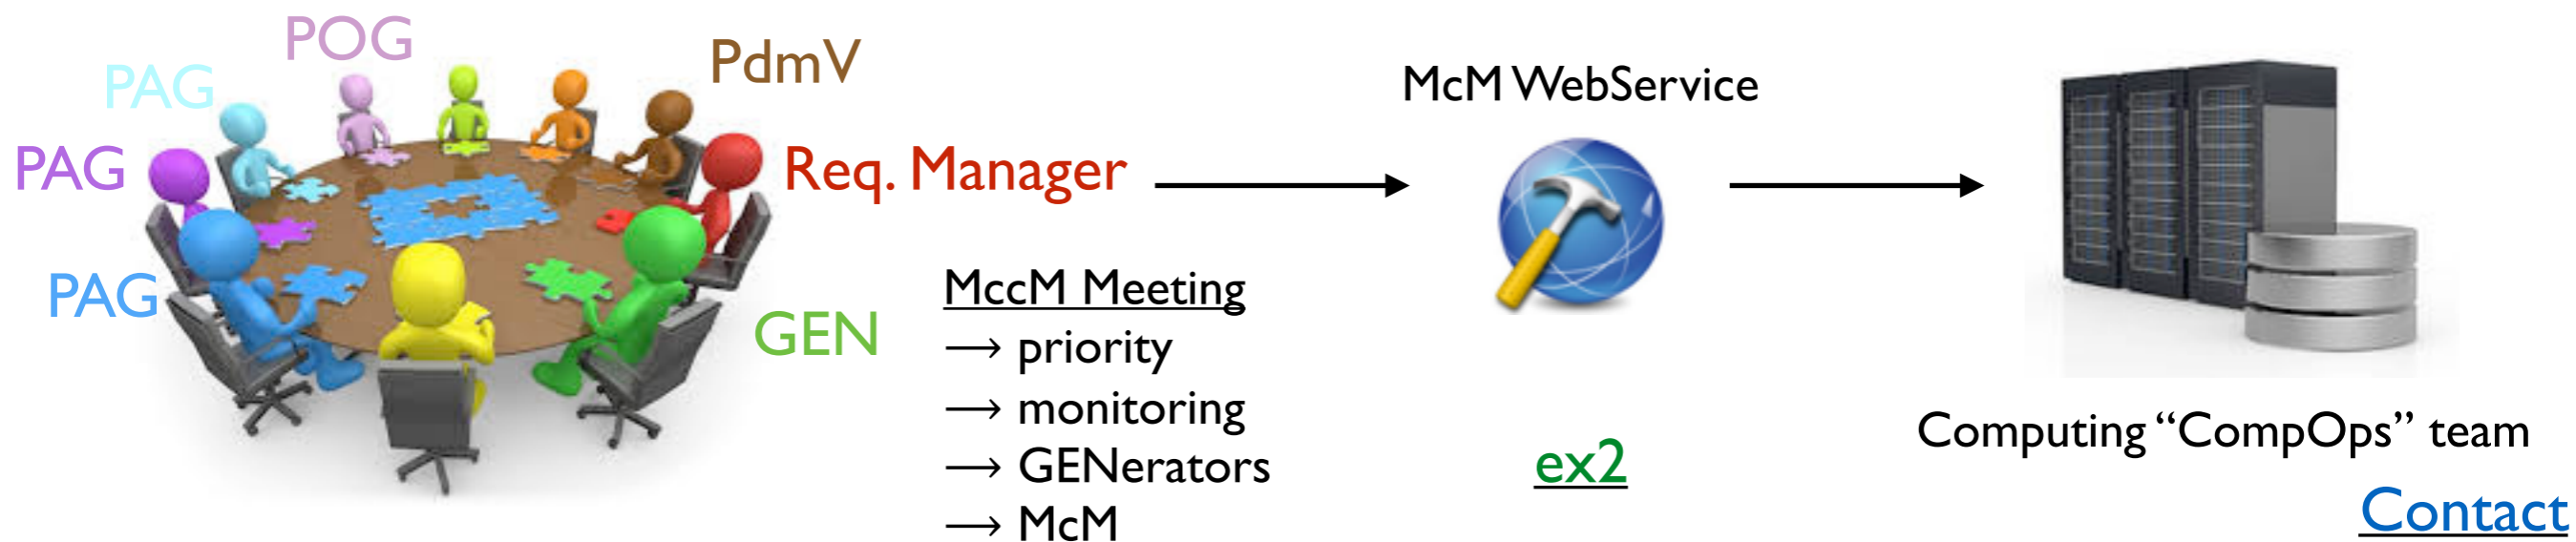 POG
PdmV
PAG
McM WebService
PAG
Req. Manager
PAG
MccM Meeting
GEN
→ priority
→ monitoring
→ GENerators
→ McM
ex2
Computing “CompOps” team
Contact